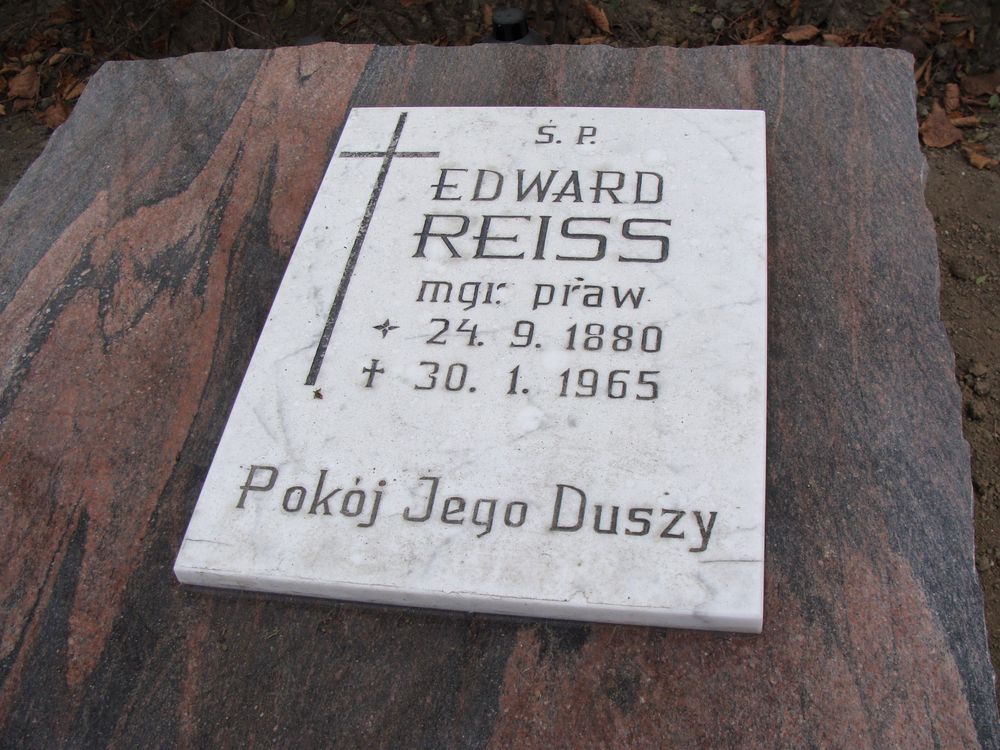 Ś. P.
EDWARD
REISS
mgr. praw
✦ 24. 9. 1880
✝ 30. 1. 1965
Pokój Jego Duszy